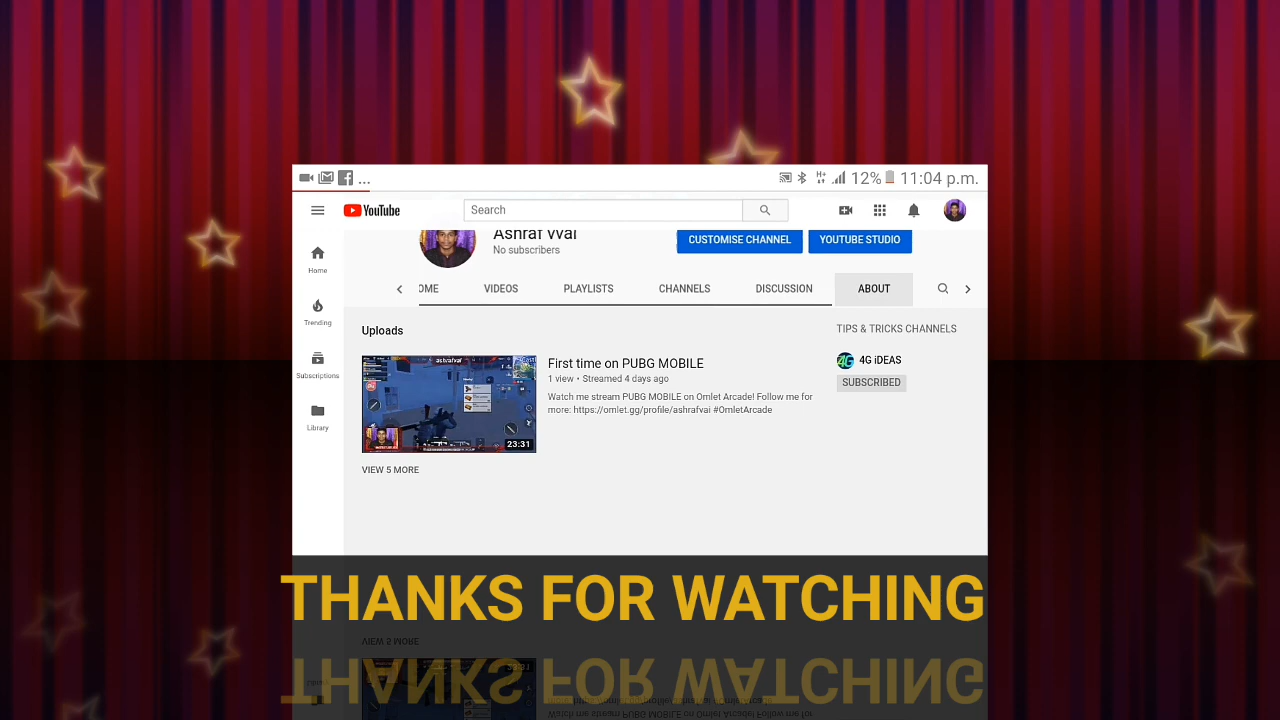 ... 12% 11:04 p.m.
YouTube Search
Ashraf vvai
No subscribers
CUSTOMISE CHANNEL YOUTUBE STUDIO
OME VIDEOS PLAYLISTS CHANNELS DISCUSSION ABOUT
Home
Trending
Subscriptions
Library
Uploads
First time on PUBG MOBILE
1 view • Streamed 4 days ago
Watch me stream PUBG MOBILE on Omlet Arcade! Follow me for
more: https://omlet.gg/profile/ashrafvai #OmletArcade
ashrafvai
23:31
VIEW 5 MORE
TIPS & TRICKS CHANNELS
4G iDEAS
SUBSCRIBED
THANKS FOR WATCHING